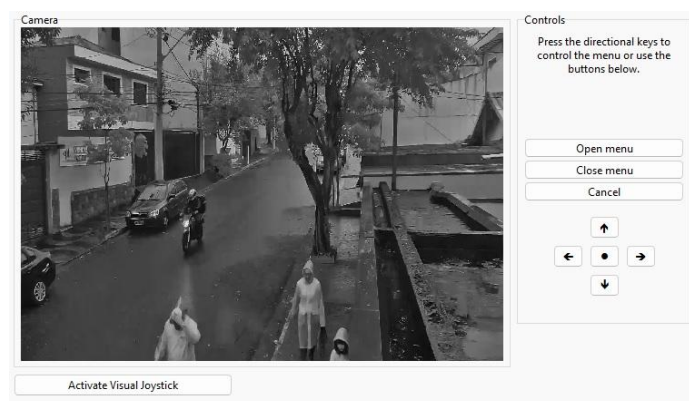 Camera
Controls
Press the directional keys to
control the menu or use the
buttons below.
Open menu
Close menu
Cancel
Activate Visual Joystick